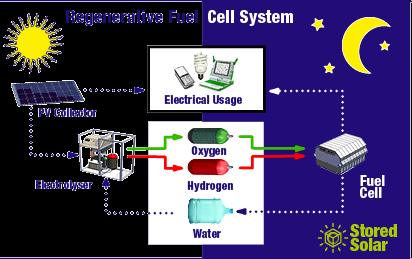 Regenerative Fuel Cell System
Electrical Usage
PV Collector
Oxygen
Electrolyser
Hydrogen
Fuel
Cell
Water
Stored
Solar